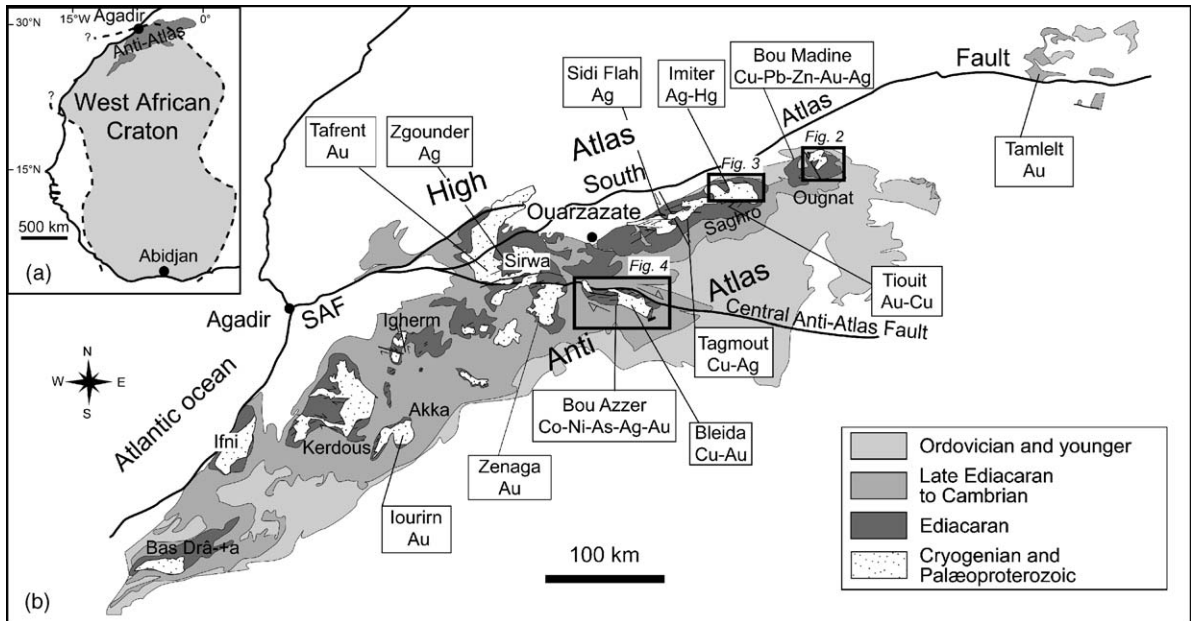 30°N
15°W
0°
Agadir
?
Anti-Atlas
West African
Craton
?
15°N
500 km
Abidjan
(a)
Fault
Bou Madine
Cu-Pb-Zn-Au-Ag
Imiter
Ag-Hg
Sidi Flah
Ag
Atlas
Tafrent
Au
Zgounder
Ag
Atlas
South
High
Fig. 3
Fig. 2
Tamlelt
Au
Ouarzazate
Saghro
Ougnat
Sirwa
Fig. 4
Atlas
Tiouit
Au-Cu
Agadir
SAF
Central Anti-Atlas Fault
Igherm
Tagmout
Cu-Ag
Anti
N
W E
S
Atlantic ocean
Bou Azzer
Co-Ni-As-Ag-Au
Bleida
Cu-Au
Akka
Ifni
Kerdous
Zenaga
Au
Iourirn
Au
Bas Drâ-+a
100 km
Ordovician and younger
Late Ediacaran
to Cambrian
Ediacaran
Cryogenian and
Palæoproterozoic
(b)